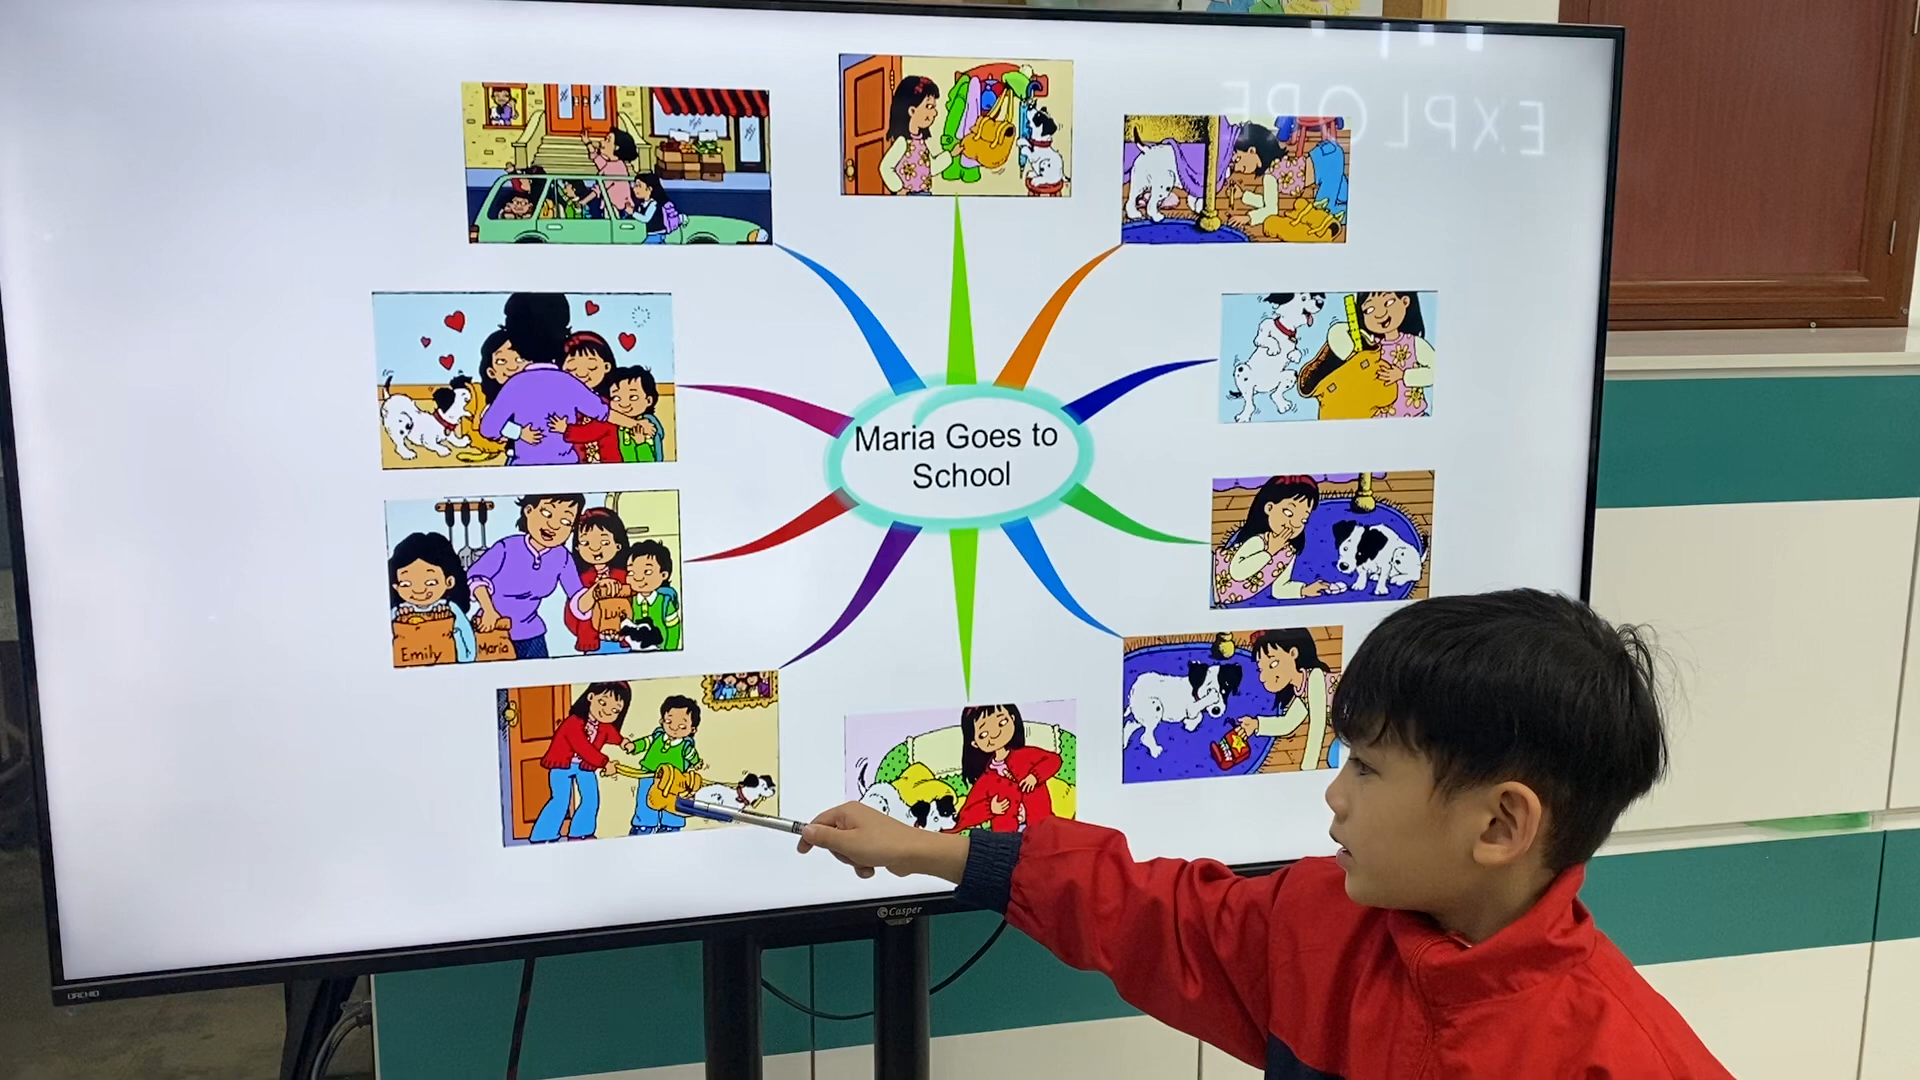 EXPLORE
Maria Goes to
School
Luis
Emily
Maria
Casper